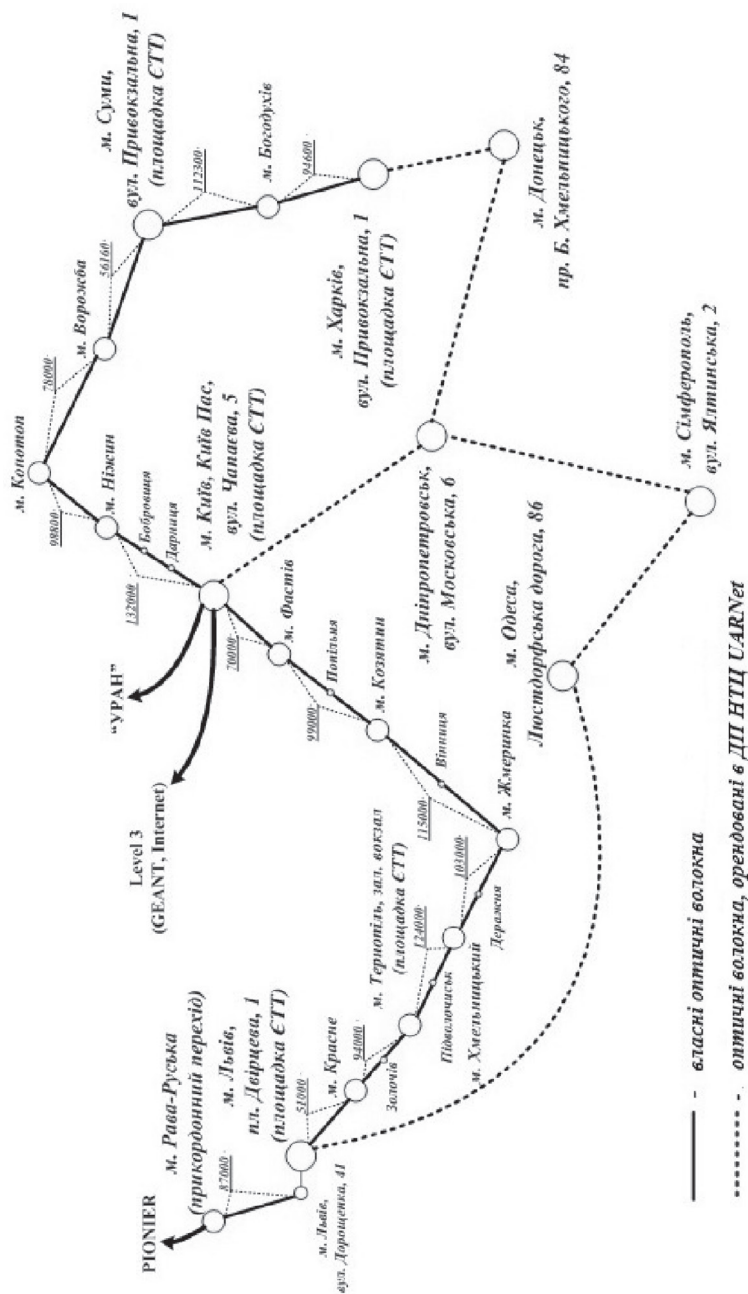 PIONIER
м. Рава-Руська
(прикордонний перехід)
87000
м. Львів,
вул. Дорощенка, 41
м. Львів,
пл. Двірцева, 1
(площадка ЄТТ)
51000
м. Красне
Золочів
94000
м. Тернопіль, зал. вокзал
(площадка ЄТТ)
Підволочиськ
124000
м. Хмельницький
Деражня
103000
м. Жмеринка
115000
Вінниця
м. Козятин
99000
Попільня
м. Фастів
70000
Level 3
(GEANT, Internet)
“УРАН”
м. Київ, Київ Пас,
вул. Чапаєва, 5
(площадка ЄТТ)
132000
Дарниця
Бобровиця
м. Ніжин
98800
м. Конотоп
78000
м. Ворожба
56160
м. Суми,
вул. Привокзальна, 1
(площадка ЄТТ)
112300
м. Богодухів
94600
м. Харків,
вул. Привокзальна, 1
(площадка ЄТТ)
м. Донецьк,
пр. Б. Хмельницького, 84
м. Дніпропетровськ,
вул. Московська, 6
м. Одеса,
Люстдорфська дорога, 86
м. Сімферополь,
вул. Ялтинська, 2
- власні оптичні волокна
- оптичні волокна, орендовані в ДП НТЦ UARNet